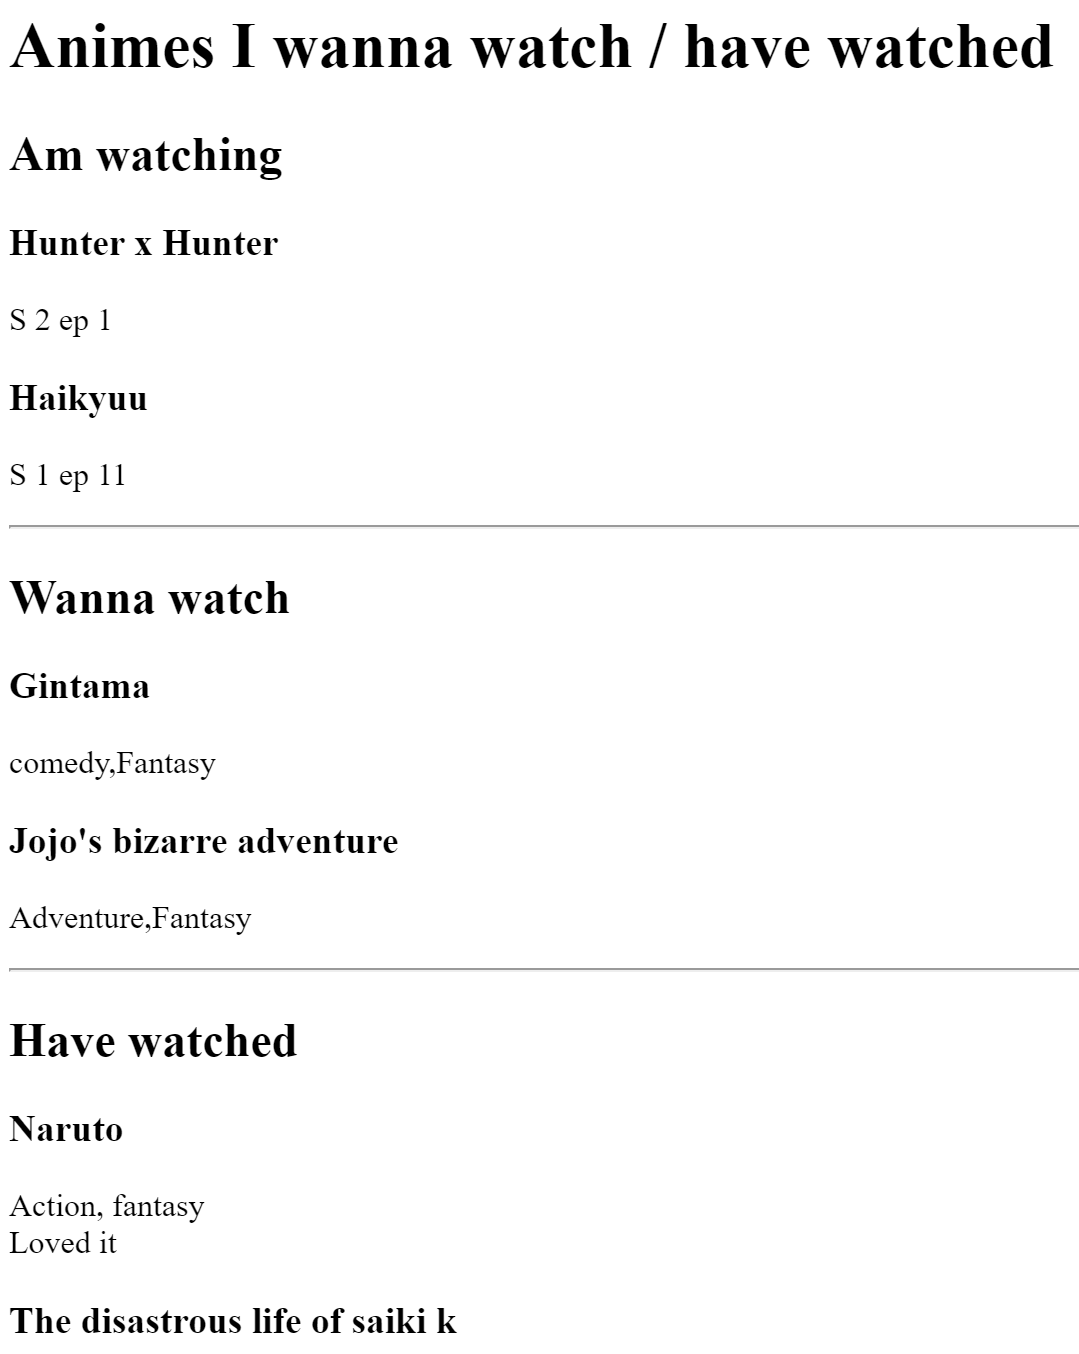 Animes I wanna watch / have watched
Am watching
Hunter x Hunter
S 2 ep 1
Haikyuu
S 1 ep 11
Wanna watch
Gintama
comedy,Fantasy
Jojo's bizarre adventure
Adventure,Fantasy
Have watched
Naruto
Action, fantasy
Loved it
The disastrous life of saiki k